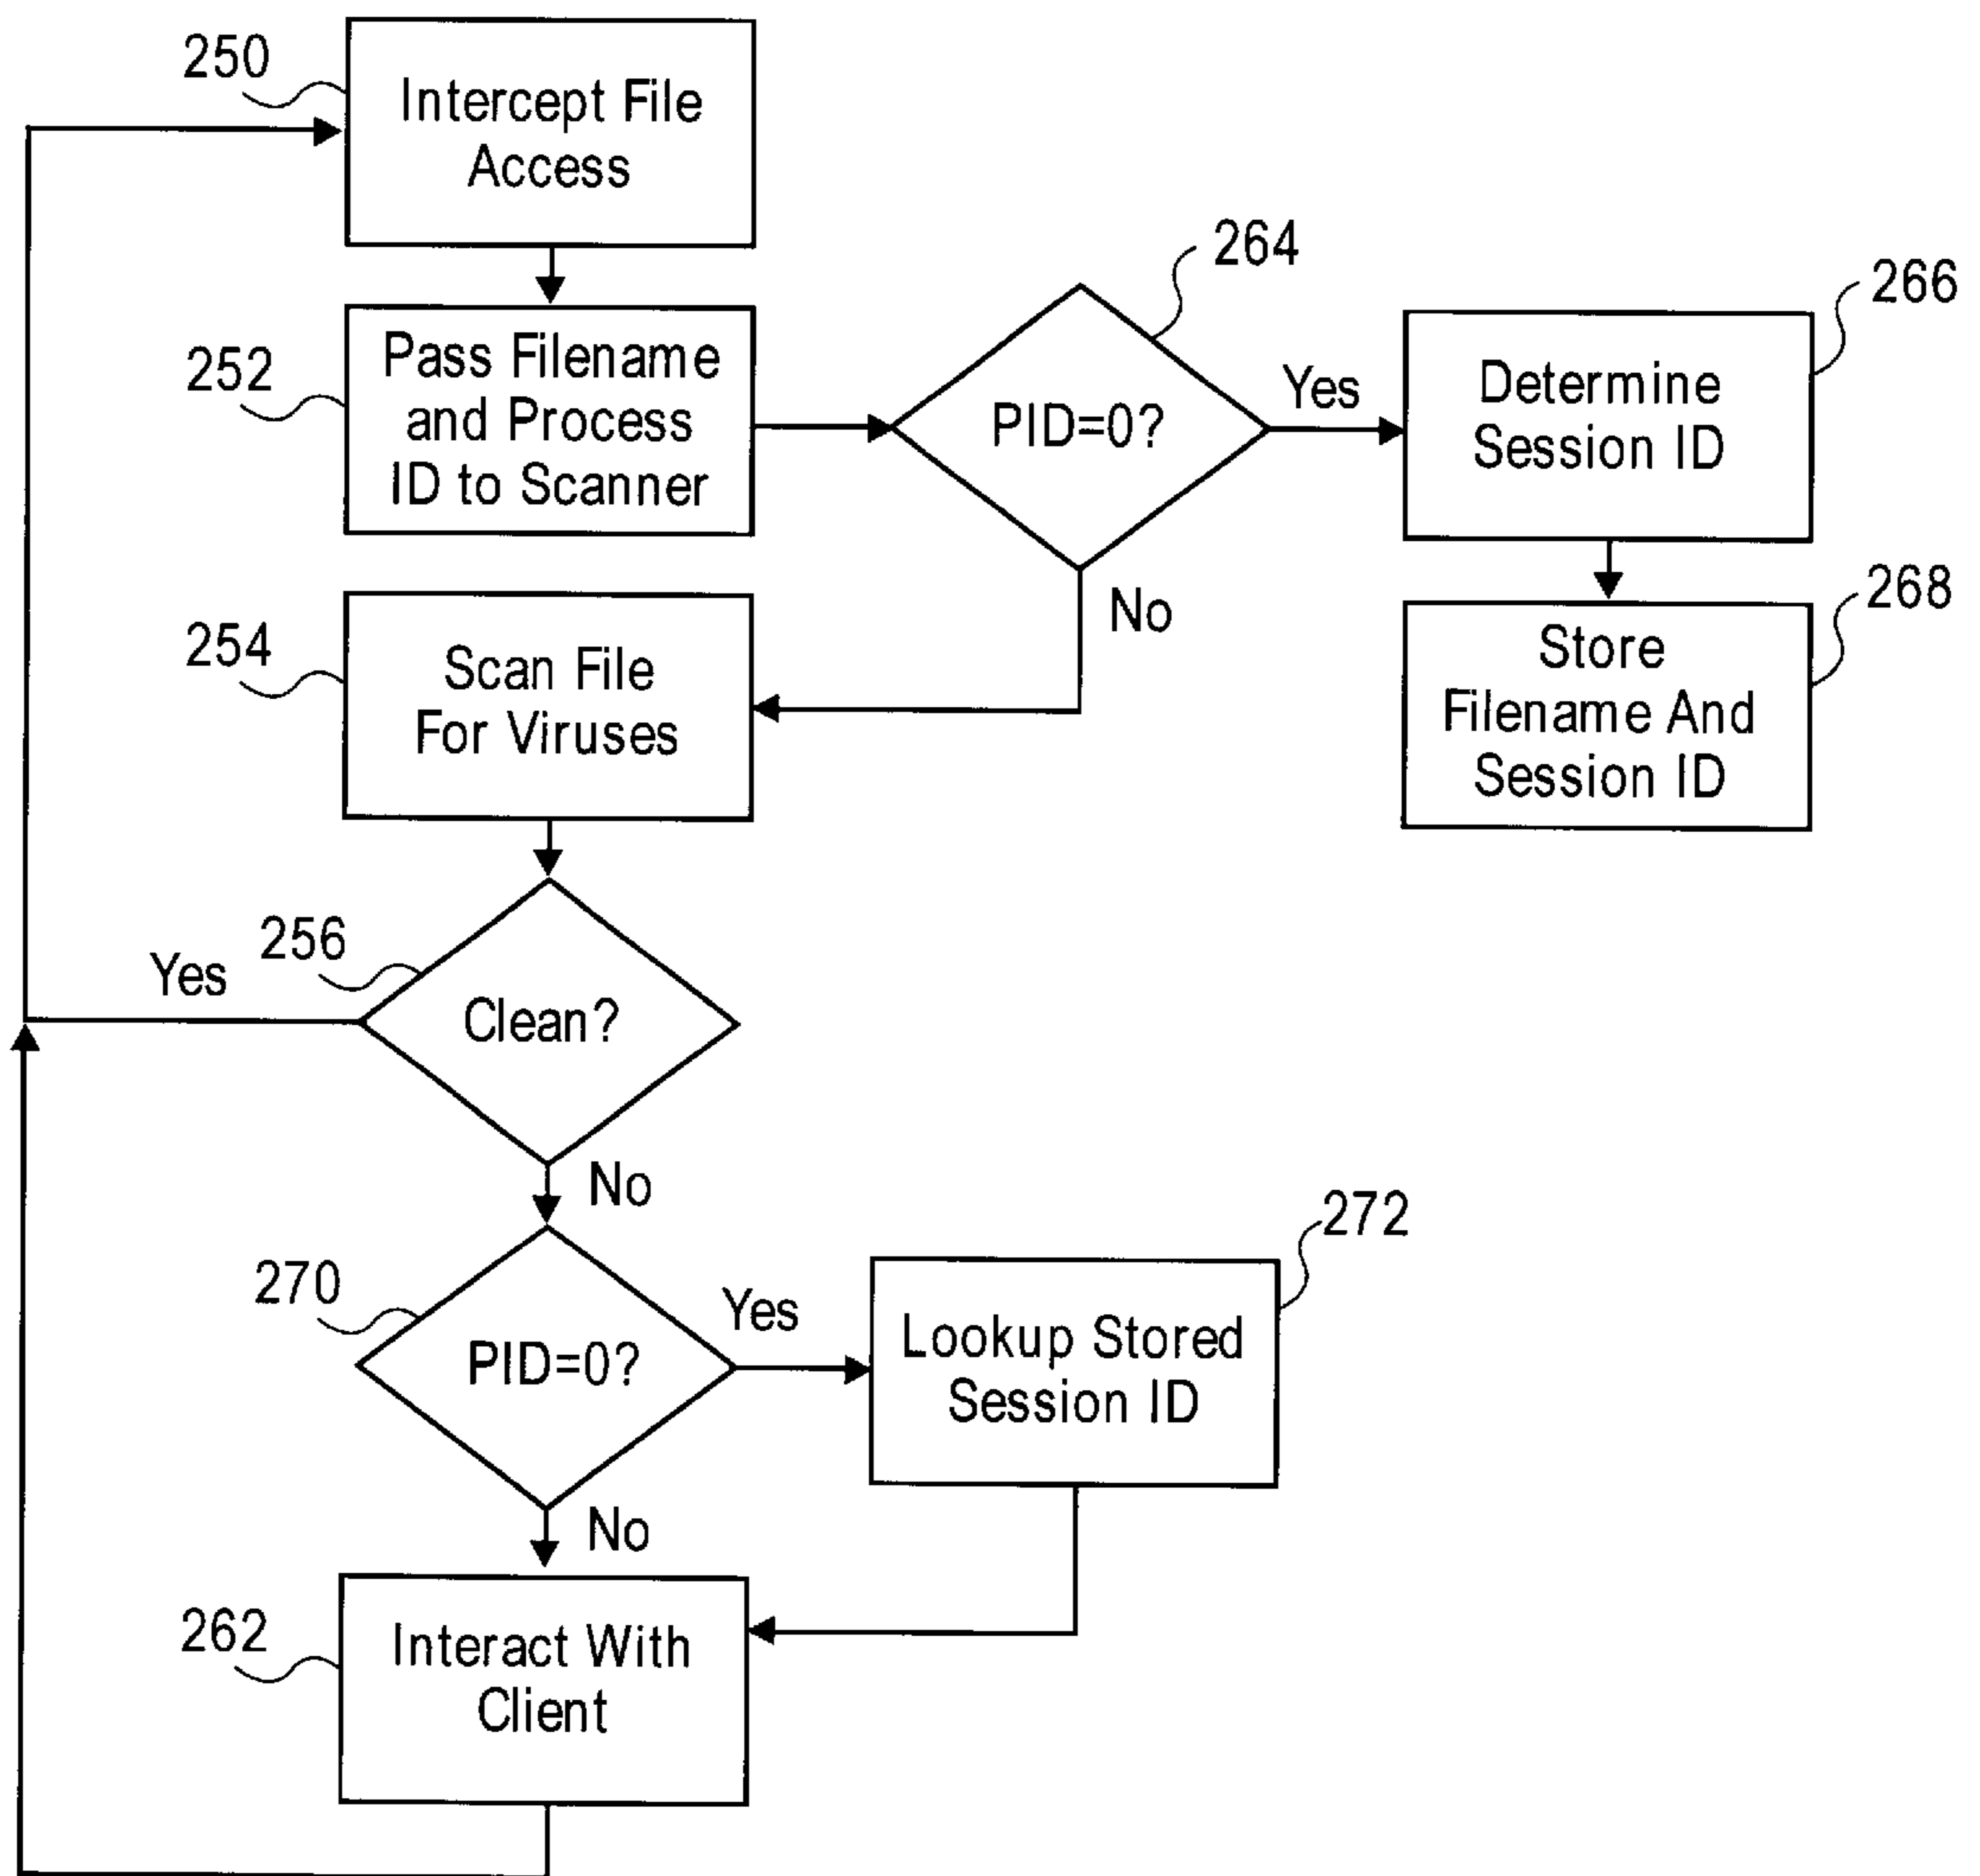 250
Intercept File
Access
264
266
252
Pass Filename
and Process
ID to Scanner
PID=0?
Yes
Determine
Session ID
No
268
254
Scan File
For Viruses
Store
Filename And
Session ID
256
Yes
Clean?
No
272
270
PID=0?
Yes
Lookup Stored
Session ID
No
262
Interact With
Client